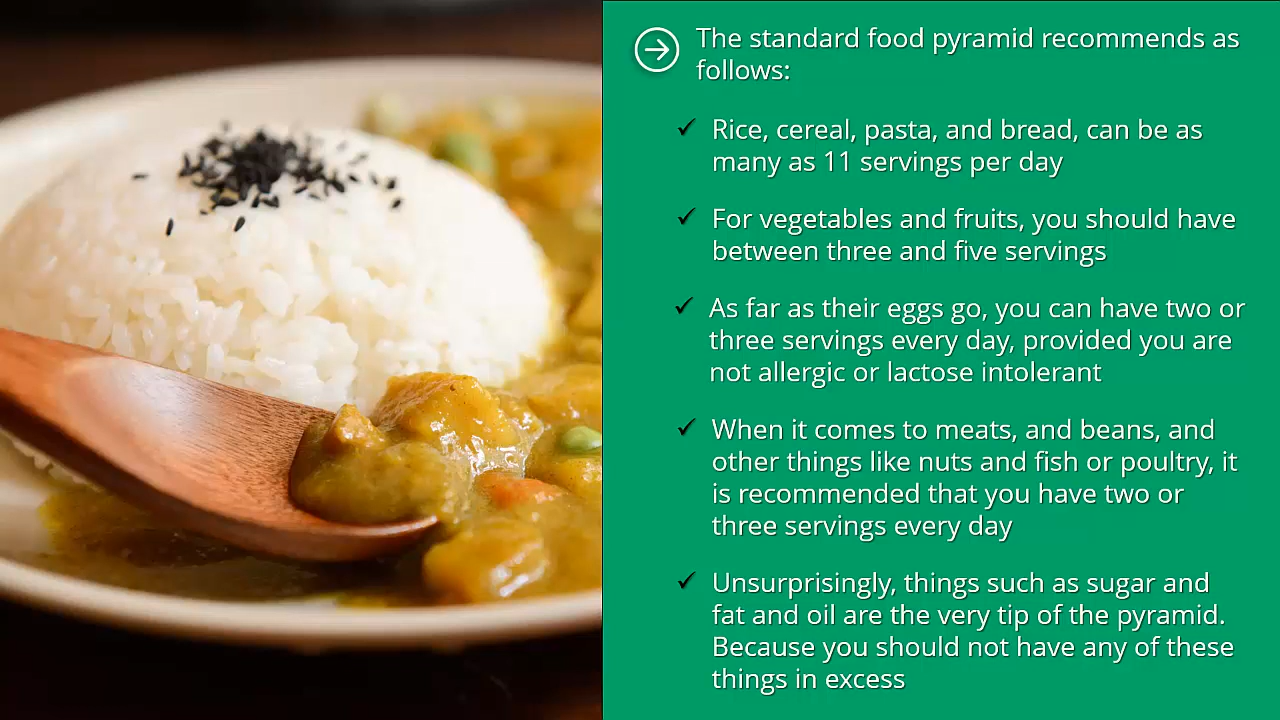 The standard food pyramid recommends as
follows:
Rice, cereal, pasta, and bread, can be as
many as 11 servings per day
For vegetables and fruits, you should have
between three and five servings
As far as their eggs go, you can have two or
three servings every day, provided you are
not allergic or lactose intolerant
When it comes to meats, and beans, and
other things like nuts and fish or poultry, it
is recommended that you have two or
three servings every day
Unsurprisingly, things such as sugar and
fat and oil are the very tip of the pyramid.
Because you should not have any of these
things in excess